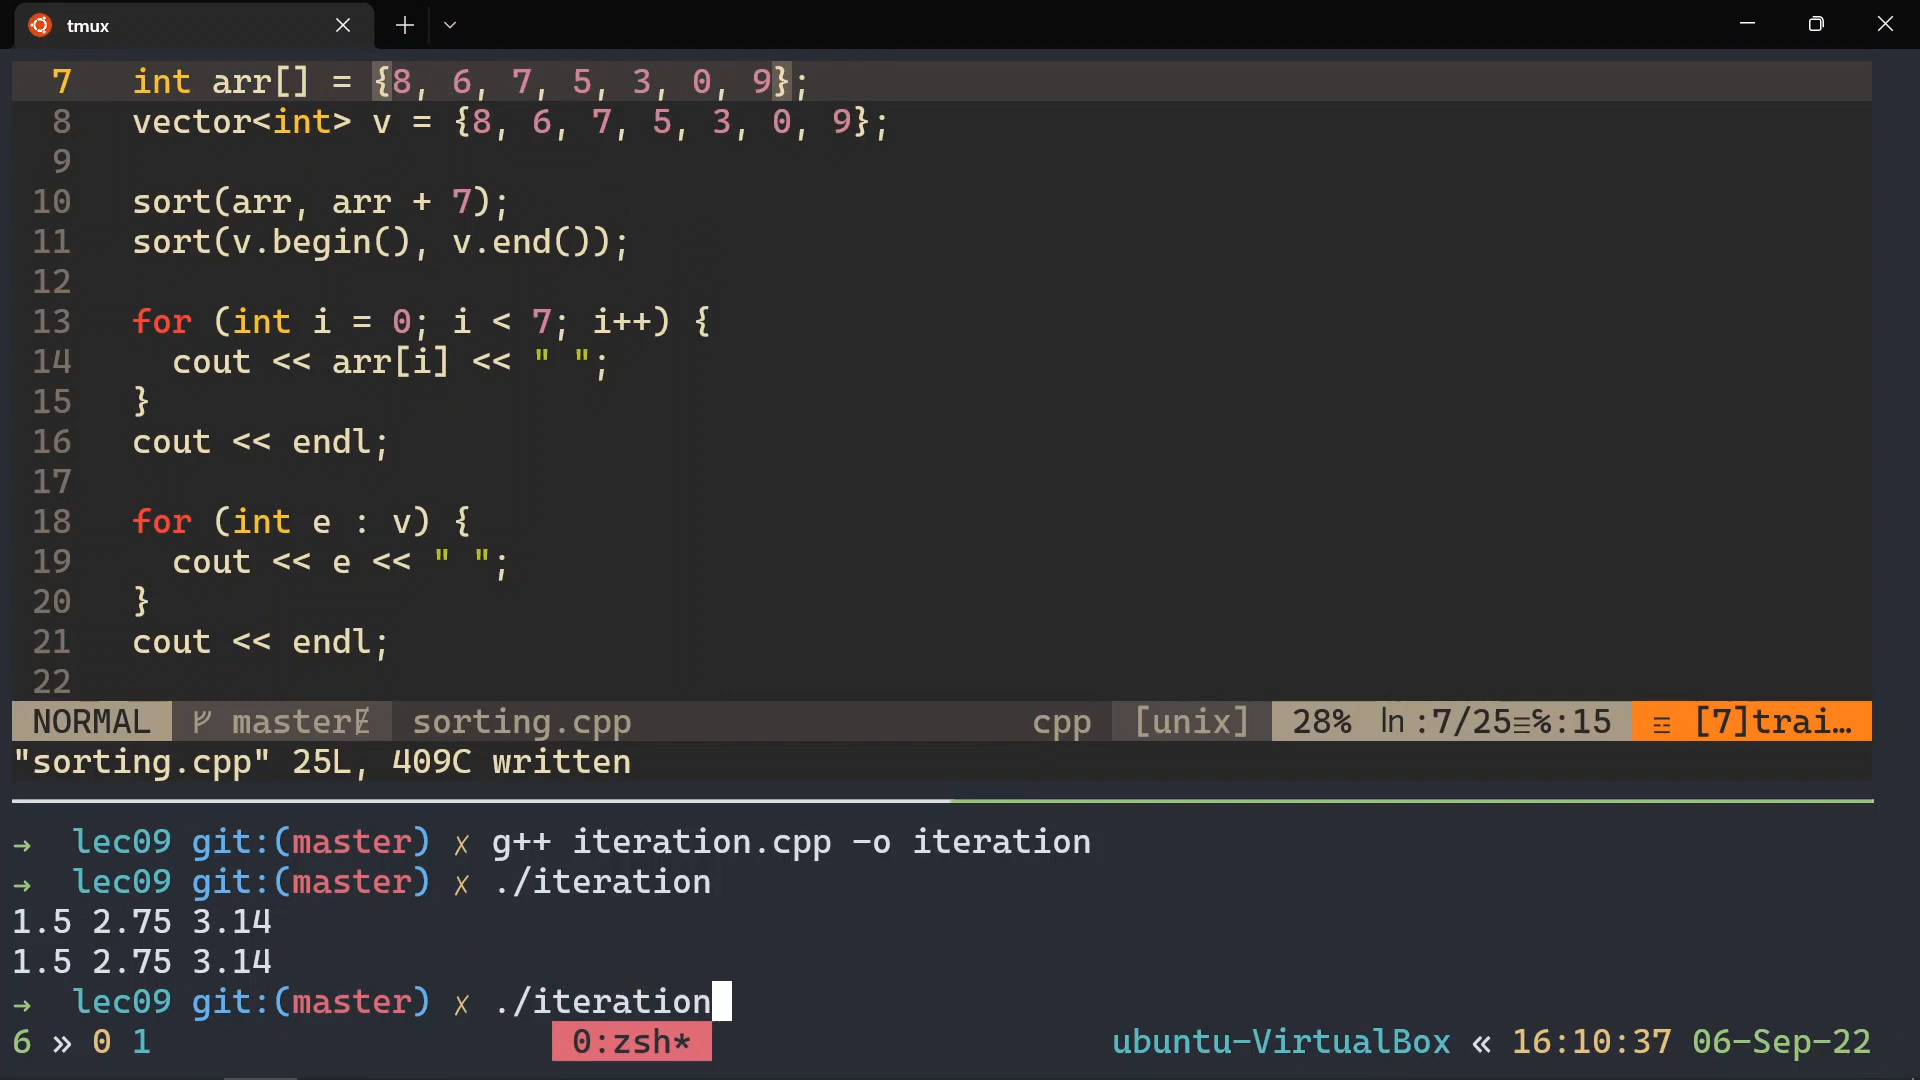 tmux
7 int arr[] = {8, 6, 7, 5, 3, 0, 9};
8 vector<int> v = {8, 6, 7, 5, 3, 0, 9};
9
10 sort(arr, arr + 7);
11 sort(v.begin(), v.end());
12
13 for (int i = 0; i < 7; i++) {
14 cout << arr[i] << " ";
15 }
16 cout << endl;
17
18 for (int e : v) {
19 cout << e << " ";
20 }
21 cout << endl;
22
NORMAL master sorting.cpp cpp [unix] 28% ln :7/25≡℅:15 ☲ [7]trai…
"sorting.cpp" 25L, 409C written
→ lec09 git:(master) ✗ g++ iteration.cpp -o iteration
→ lec09 git:(master) ✗ ./iteration
1.5 2.75 3.14
1.5 2.75 3.14
→ lec09 git:(master) ✗ ./iteration
6 » 0 1 0:zsh* ubuntu-VirtualBox « 16:10:37 06-Sep-22